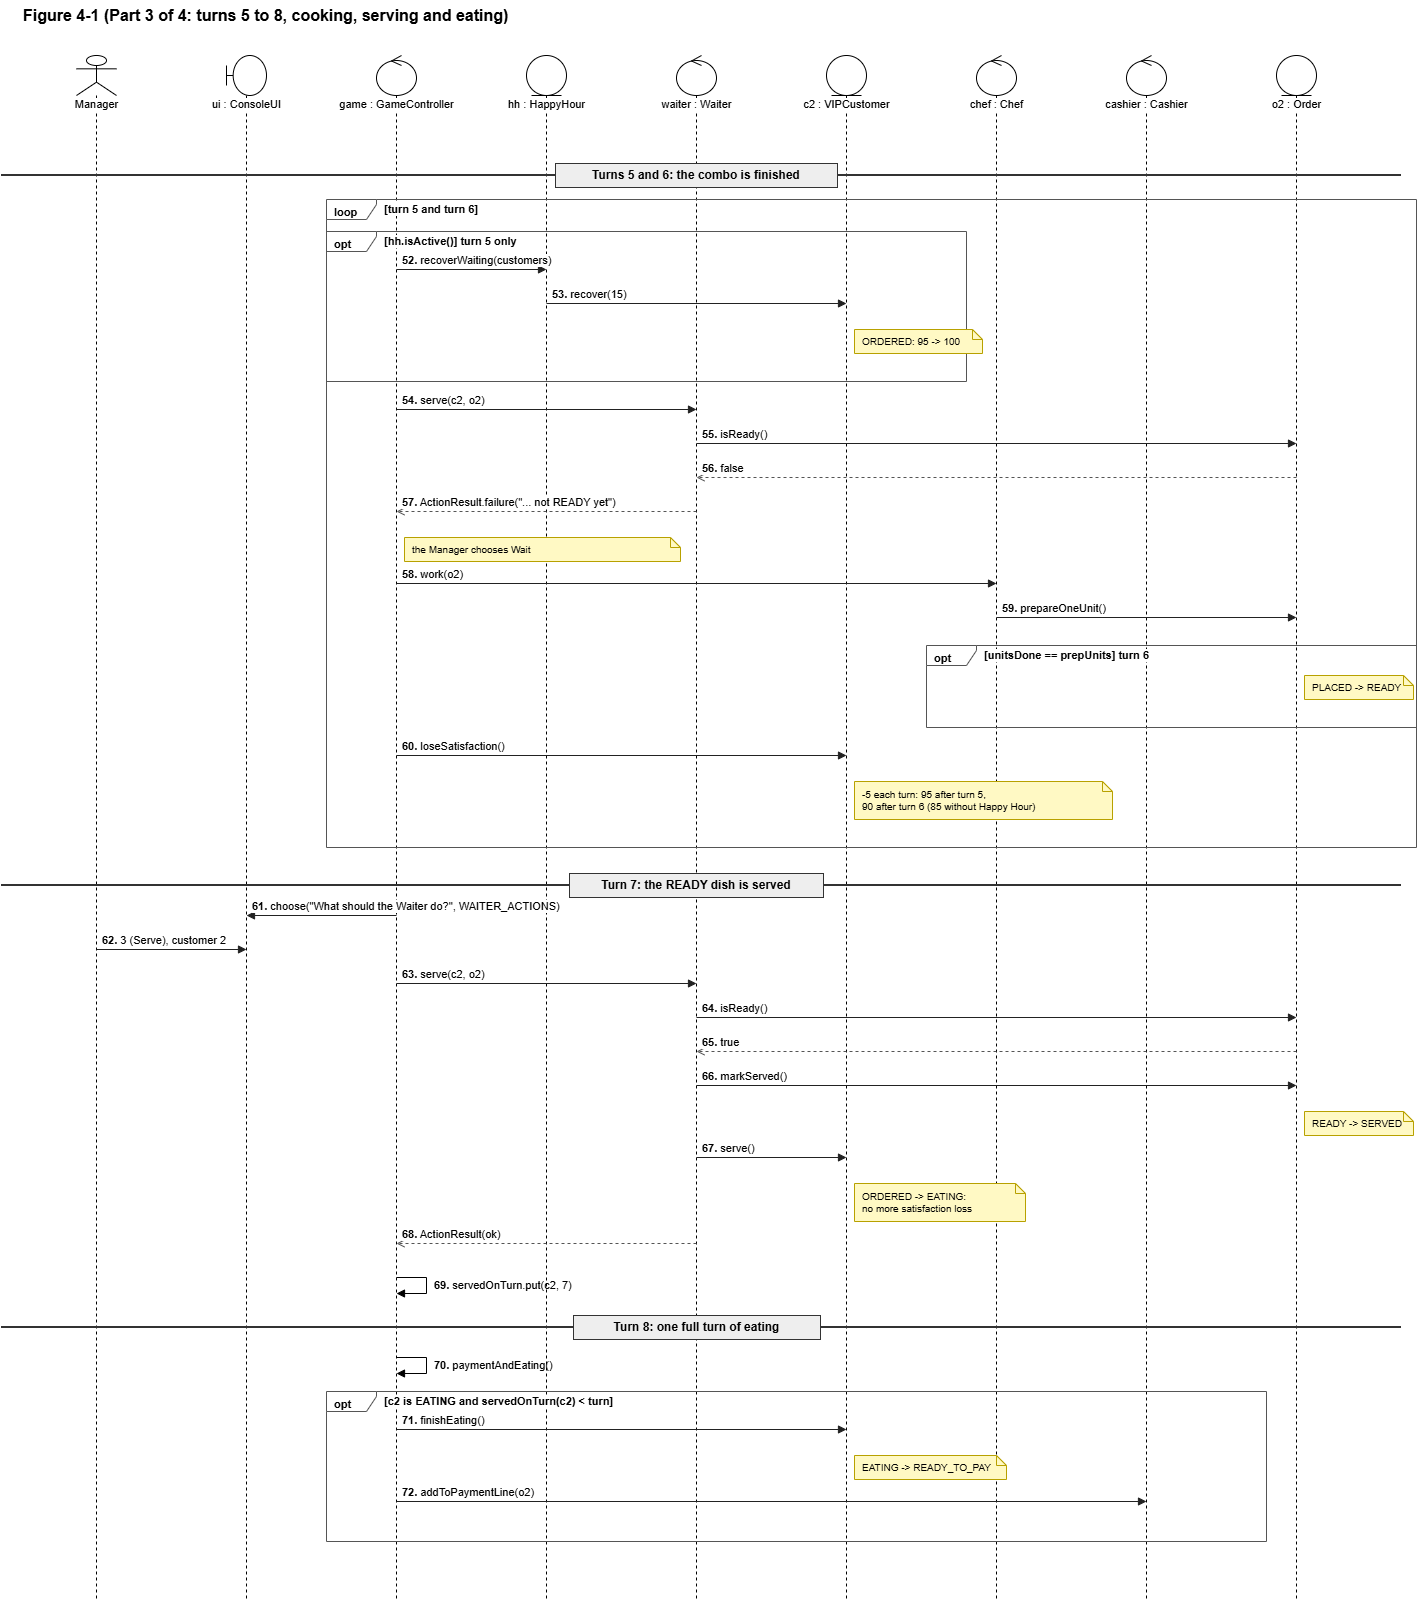 Figure 4-1 (Part 3 of 4: turns 5 to 8, cooking, serving and eating)
Manager
ui : ConsoleUI
game : GameController
hh : HappyHour
waiter : Waiter
c2 : VIPCustomer
chef : Chef
cashier : Cashier
o2 : Order
Turns 5 and 6: the combo is finished
loop [turn 5 and turn 6]
opt [hh.isActive()] turn 5 only
52. recoverWaiting(customers)
53. recover(15)
ORDERED: 95 -> 100
54. serve(c2, o2)
55. isReady()
56. false
57. ActionResult.failure("... not READY yet")
the Manager chooses Wait
58. work(o2)
59. prepareOneUnit()
opt [unitsDone == prepUnits] turn 6
PLACED -> READY
60. loseSatisfaction()
-5 each turn: 95 after turn 5,
90 after turn 6 (85 without Happy Hour)
Turn 7: the READY dish is served
61. choose("What should the Waiter do?", WAITER_ACTIONS)
62. 3 (Serve), customer 2
63. serve(c2, o2)
64. isReady()
65. true
66. markServed()
READY -> SERVED
67. serve()
ORDERED -> EATING:
no more satisfaction loss
68. ActionResult(ok)
69. servedOnTurn.put(c2, 7)
Turn 8: one full turn of eating
70. paymentAndEating()
opt [c2 is EATING and servedOnTurn(c2) < turn]
71. finishEating()
EATING -> READY_TO_PAY
72. addToPaymentLine(o2)